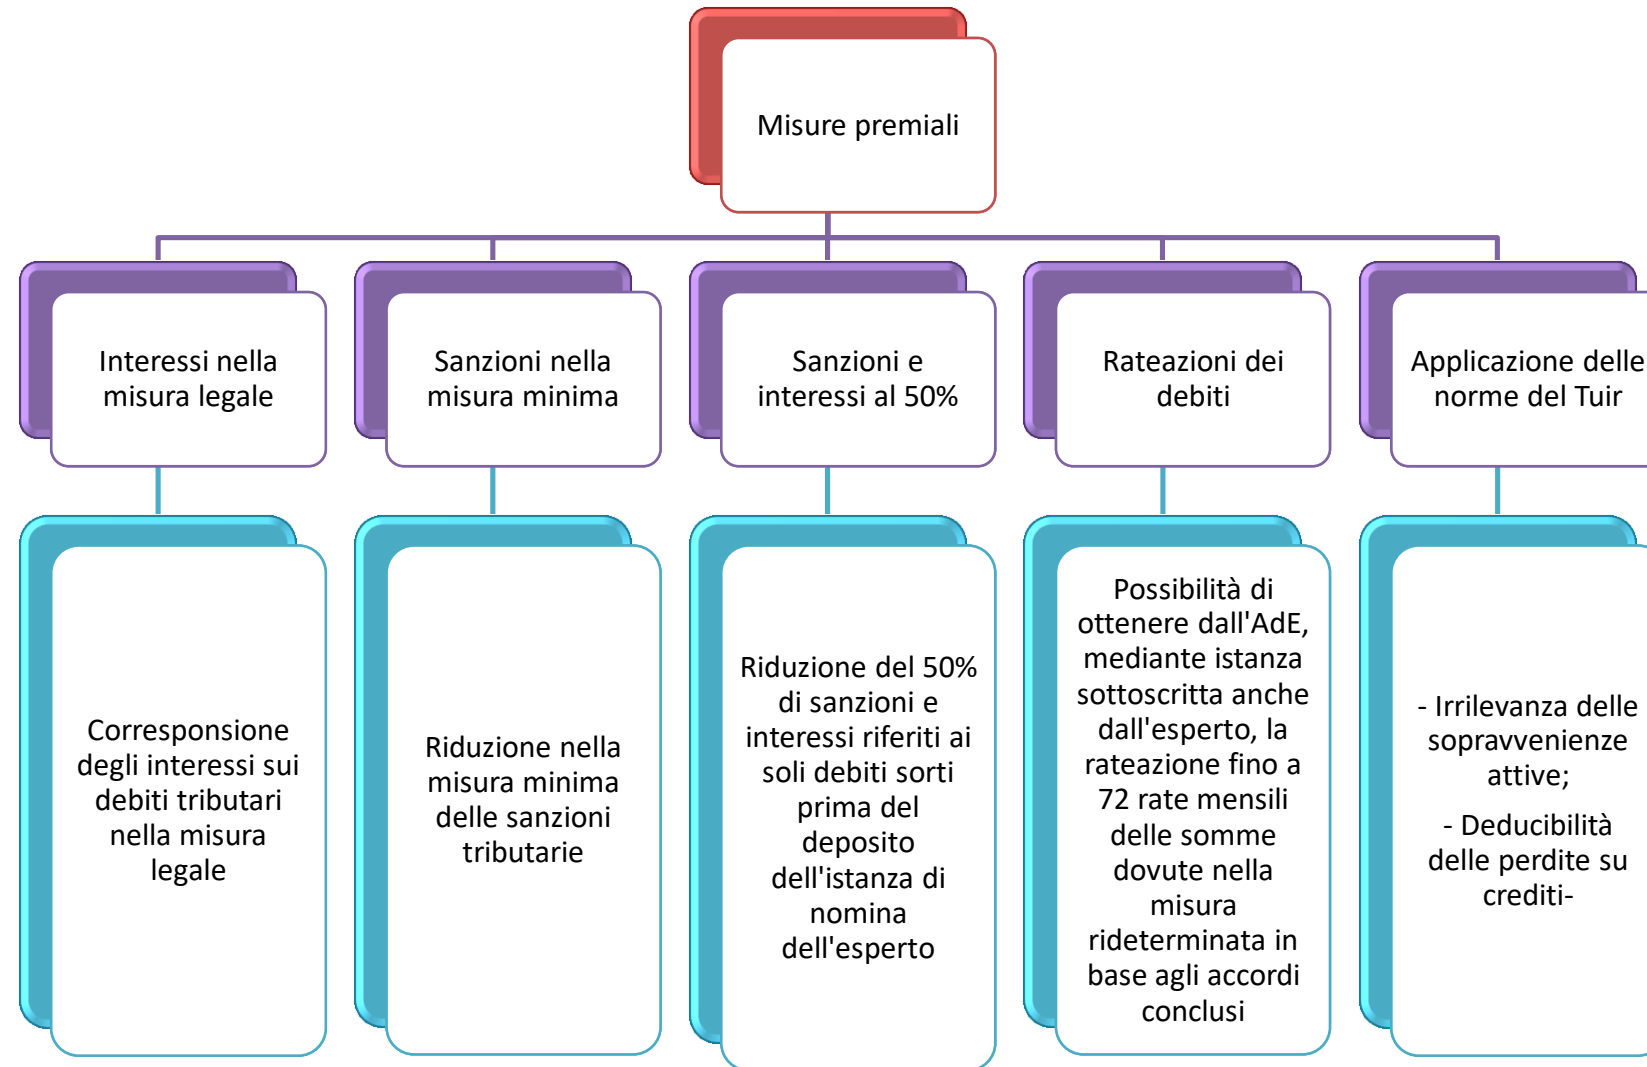 Misure premiali
Interessi nella
misura legale
Sanzioni nella
misura minima
Sanzioni e
interessi al 50%
Rateazioni dei
debiti
Applicazione delle
norme del Tuir
Corresponsione
degli interessi sui
debiti tributari
nella misura
legale
Riduzione nella
misura minima
delle sanzioni
tributarie
Riduzione del 50%
di sanzioni e
interessi riferiti ai
soli debiti sorti
prima del
deposito
dell'istanza di
nomina
dell'esperto
Possibilità di
ottenere dall'AdE,
mediante istanza
sottoscritta anche
dall'esperto, la
rateazione fino a
72 rate mensili
delle somme
dovute nella
misura
rideterminata in
base agli accordi
conclusi
- Irrilevanza delle
sopravvenienze
attive;
- Deducibilità
delle perdite su
crediti-